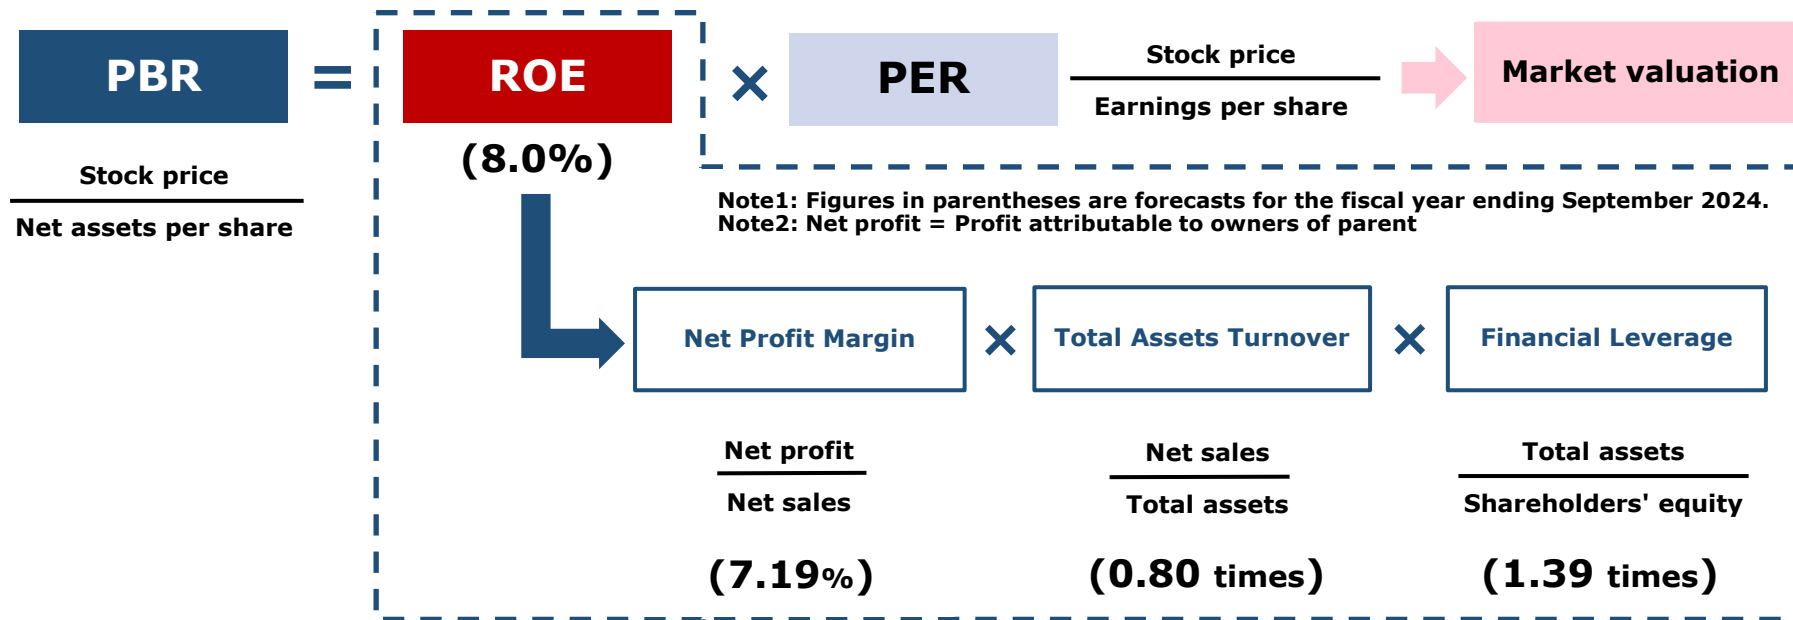 PBR
=
ROE
×
PER
Stock price
Earnings per share
Market valuation
(8.0%)
Stock price
Net assets per share
Note1: Figures in parentheses are forecasts for the fiscal year ending September 2024.
Note2: Net profit = Profit attributable to owners of parent
Net Profit Margin
×
Total Assets Turnover
×
Financial Leverage
Net profit
Net sales
Net sales
Total assets
Total assets
Shareholders' equity
(7.19%)
(0.80 times)
(1.39 times)